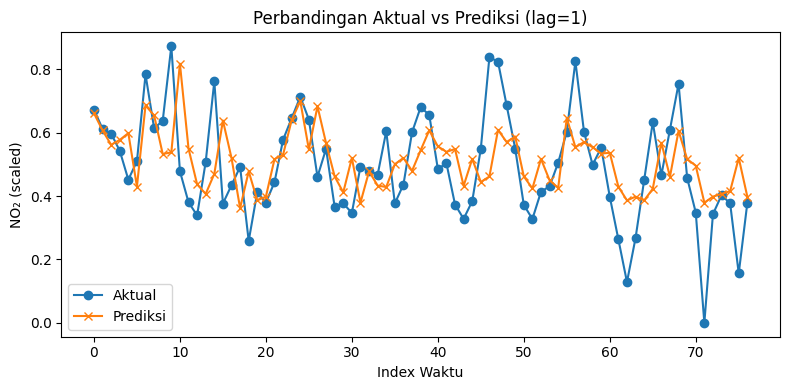 Perbandingan Aktual vs Prediksi (lag=1)
NO₂ (scaled)
0.8
0.6
0.4
0.2
0.0
Aktual
Prediksi
0 10 20 30 40 50 60 70
Index Waktu